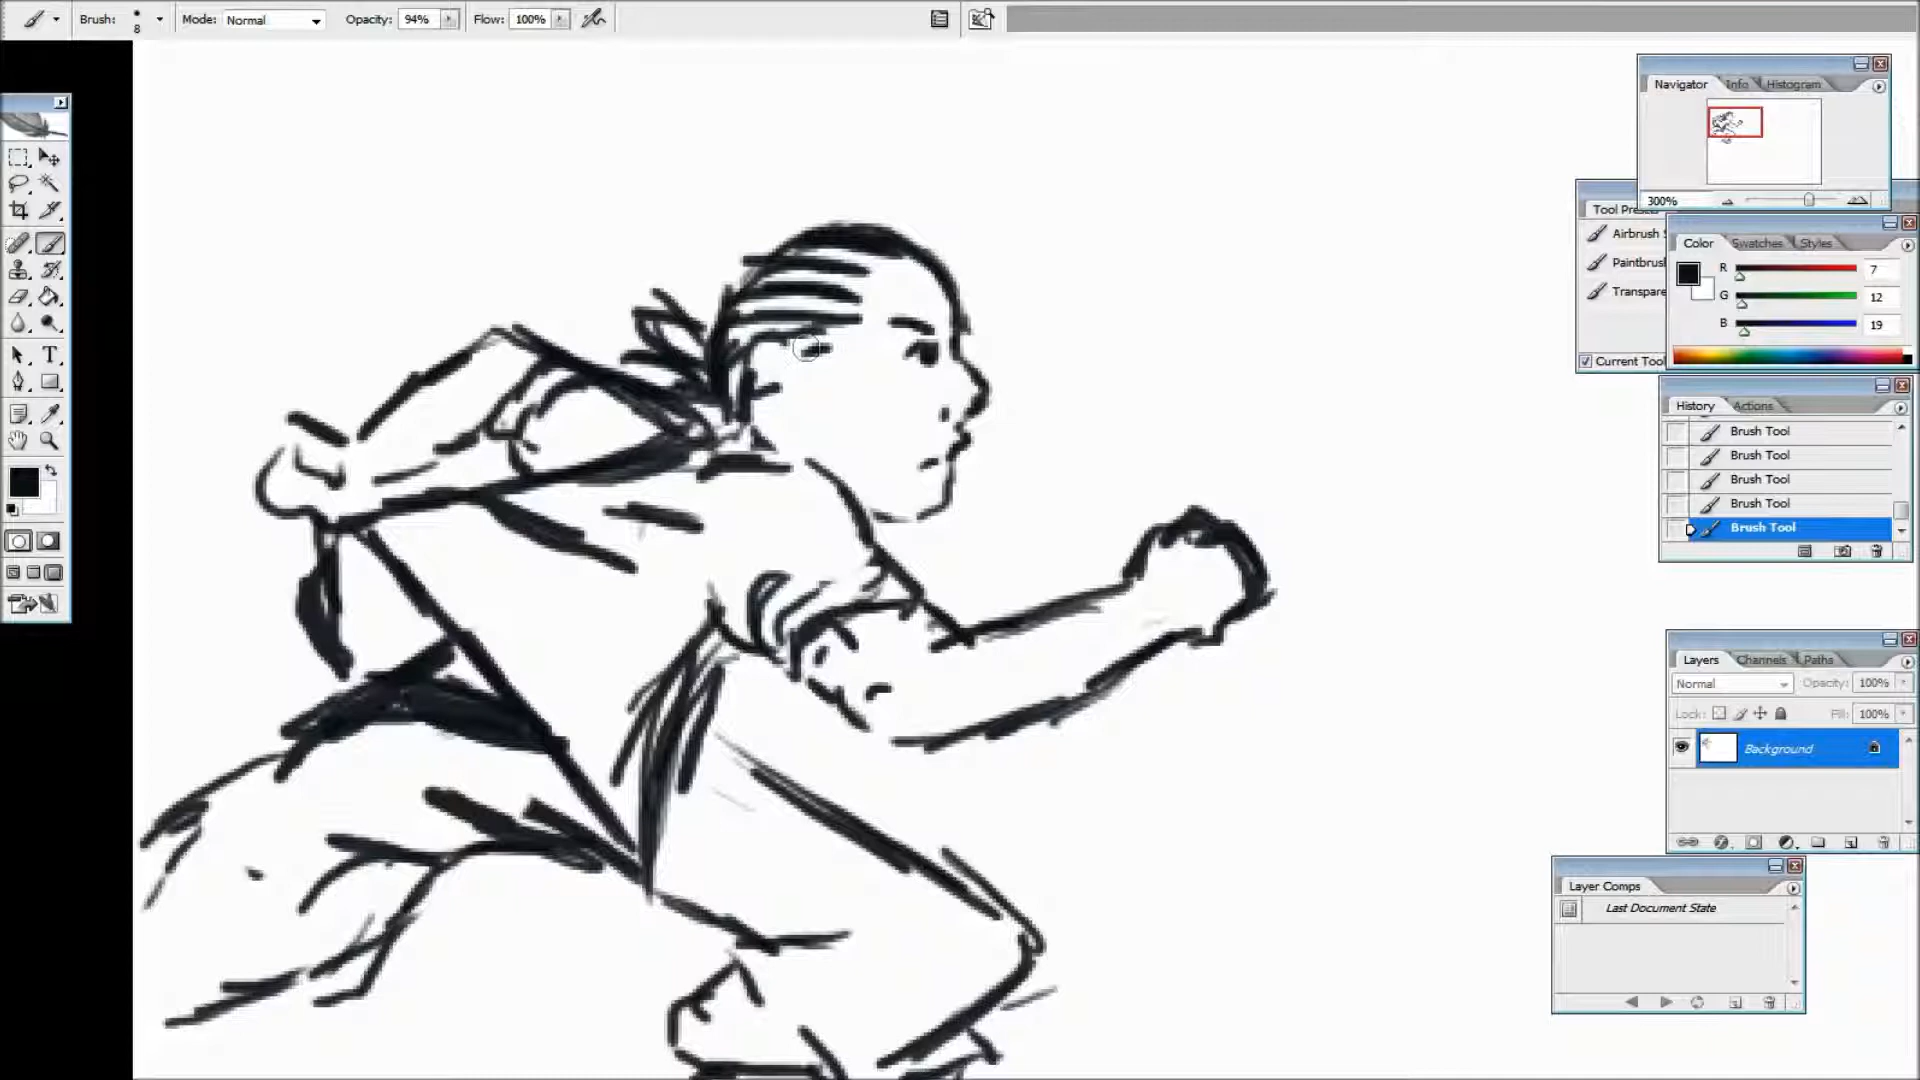 Brush:
8
Mode: Normal
Opacity: 94%
Flow: 100%
Navigator Info Histogram
300%
Airbrush
Current Tool
Color Swatches Styles
R 7
G 12
B 19
History Actions
Brush Tool
Brush Tool
Brush Tool
Brush Tool
Brush Tool
Layers Channels Paths
Normal Opacity: 100%
Lock: Fill: 100%
Background
Layer Comps
Last Document State
T